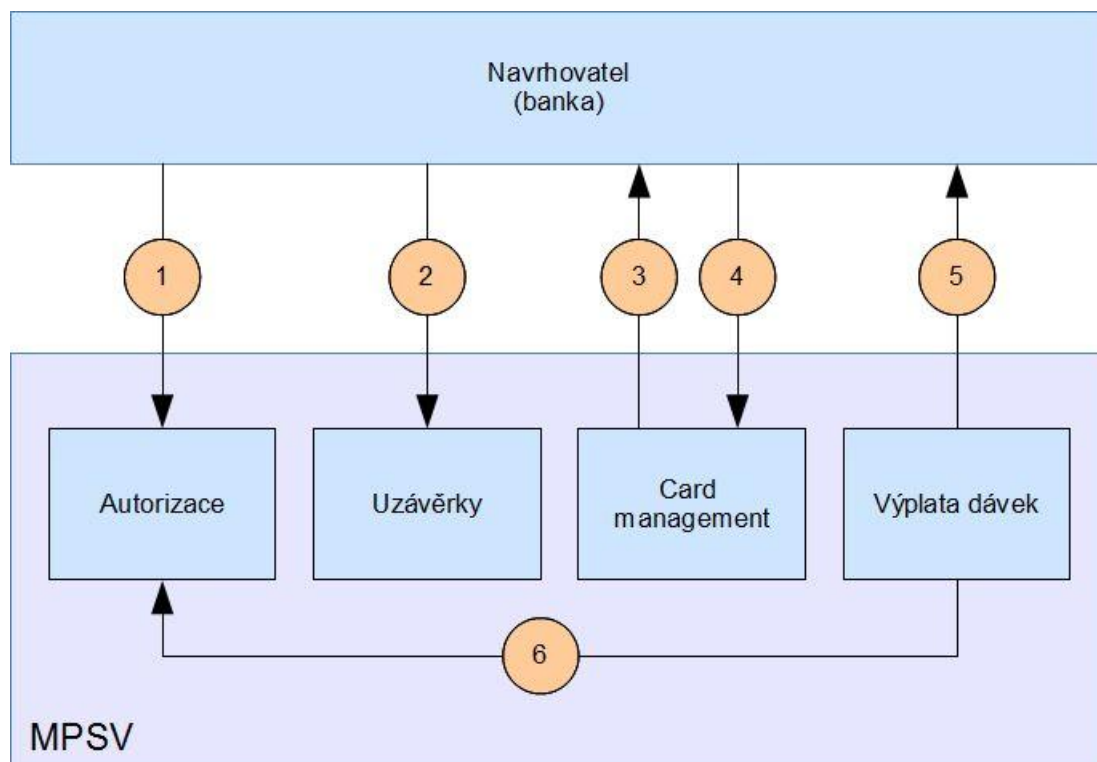 Navrhovatel
(banka)
1
2
3
4
5
Autorizace
Uzávěrky
Card
management
Výplata dávek
6
MPSV